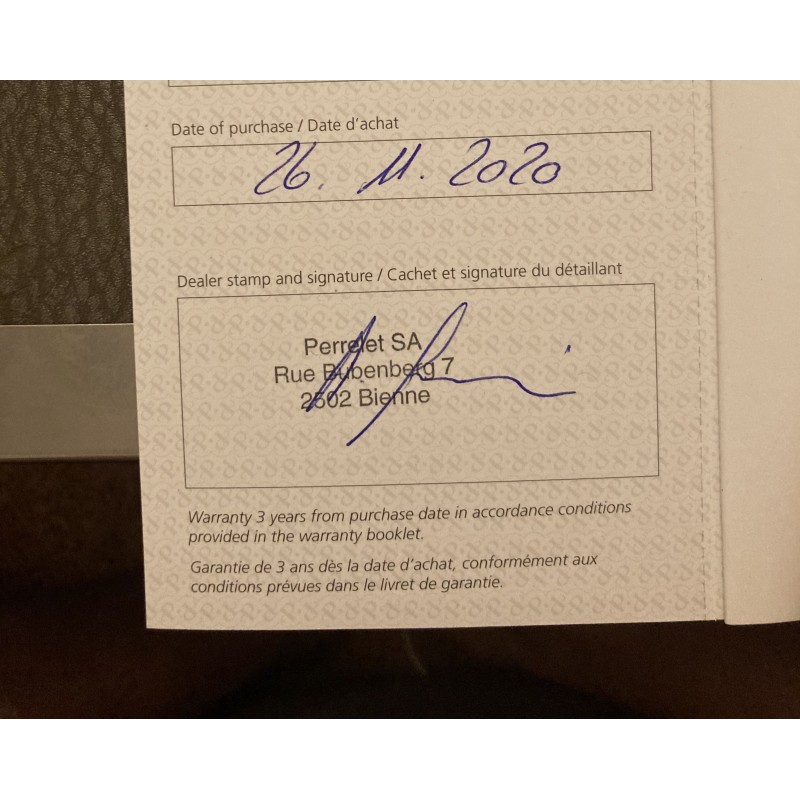 Date of purchase / Date d'achat
26. 11. 2020
Dealer stamp and signature / Cachet et signature du détaillant
Perrelet SA
Rue Bubenberg 7
2502 Bienne
Warranty 3 years from purchase date in accordance conditions
provided in the warranty booklet.
Garantie de 3 ans dès la date d'achat, conformément aux
conditions prévues dans le livret de garantie.